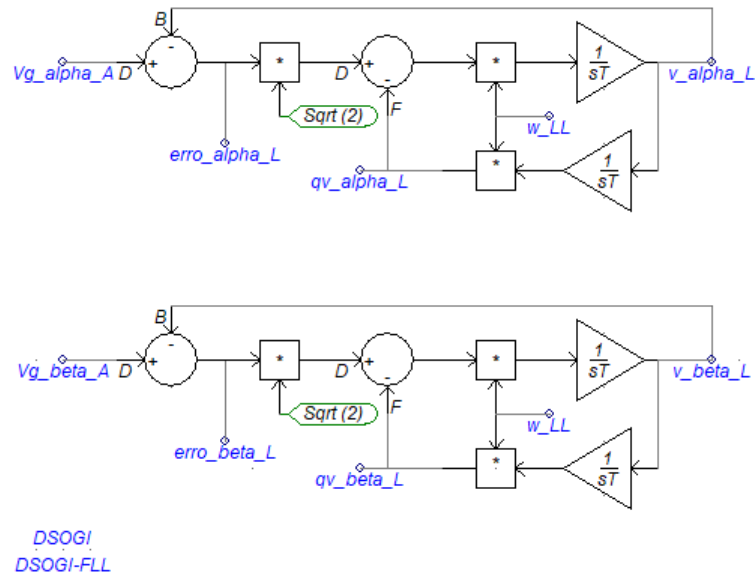 B
-
Vg_alpha_A D + * D + - * 1/sT v_alpha_L
F
Sqrt (2)
w_LL
erro_alpha_L
qv_alpha_L
* 1/sT
B
-
Vg_beta_A D + * D + - * 1/sT v_beta_L
F
Sqrt (2)
w_LL
erro_beta_L
qv_beta_L
* 1/sT
DSOGI
DSOGI-FLL